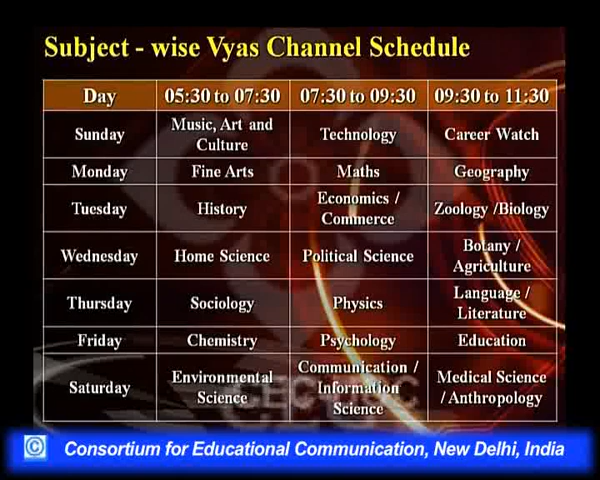 Subject - wise Vyas Channel Schedule
Day 05:30 to 07:30 07:30 to 09:30 09:30 to 11:30
Sunday Music, Art and Culture Technology Career Watch
Monday Fine Arts Maths Geography
Tuesday History Economics / Commerce Zoology /Biology
Wednesday Home Science Political Science Botany / Agriculture
Thursday Sociology Physics Language / Literature
Friday Chemistry Psychology Education
Saturday Environmental Science Communication / Information Science Medical Science / Anthropology
© Consortium for Educational Communication, New Delhi, India